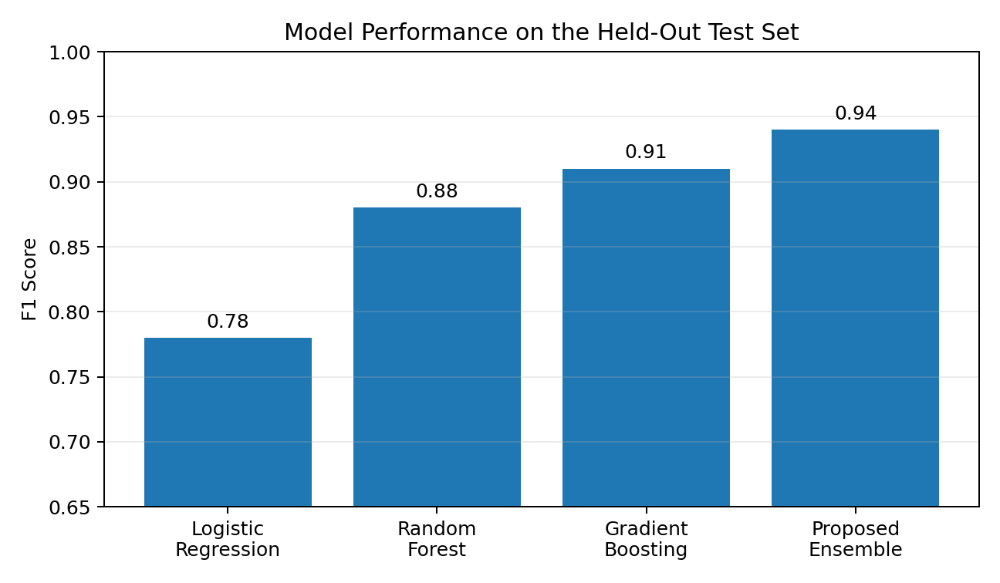 Model Performance on the Held-Out Test Set
1.00
0.95
0.90
0.85
0.80
0.75
0.70
0.65
F1 Score
0.78
0.88
0.91
0.94
Logistic
Regression
Random
Forest
Gradient
Boosting
Proposed
Ensemble